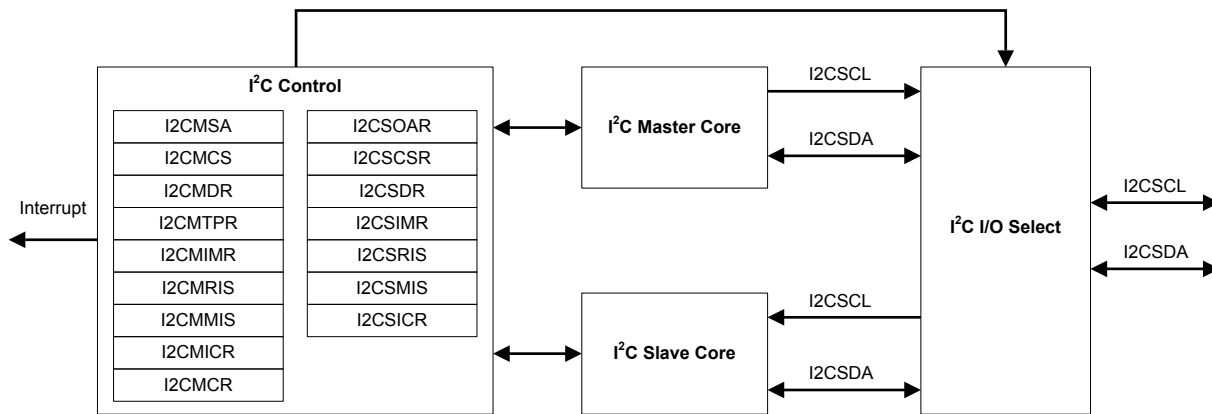 I²C Control
I2CMSA
I2CMCS
I2CMDR
I2CMTPR
I2CMIMR
I2CMRIS
I2CMMIS
I2CMICR
I2CMCR
I2CSOAR
I2CSCSR
I2CSDR
I2CSIMR
I2CSRIS
I2CSMIS
I2CSICR
Interrupt
I²C Master Core
I2CSCL
I2CSDA
I²C Slave Core
I2CSCL
I2CSDA
I²C I/O Select
I2CSCL
I2CSDA